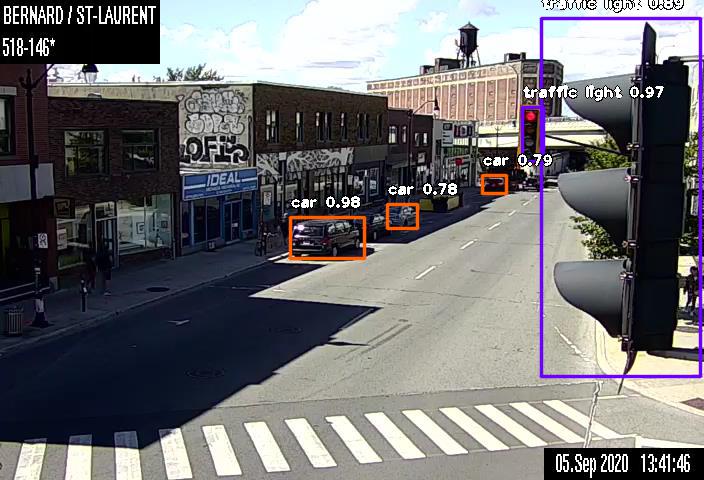 BERNARD / ST-LAURENT
518-146*
traffic light 0.89
traffic light 0.97
car 0.79
car 0.98
car 0.78
OFIS
IDEAL
05.Sep 2020 13:41:46